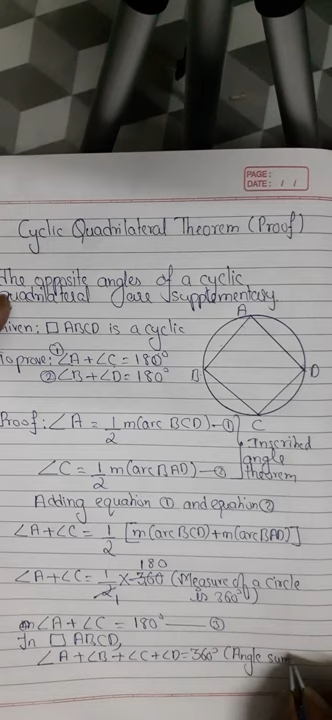 PAGE:
DATE: / /
Cyclic Quadrilateral Theorem (Proof)
The opposite angles of a cyclic
quadrilateral are supplementary.
Given: □ ABCD is a cyclic
To prove: ① ∠A + ∠C = 180°
② ∠B + ∠D = 180°
A
B
D
C
Proof: ∠A = 1/2 m(arc BCD) — ①
∠C = 1/2 m(arc BAD) — ②
Inscribed
angle
theorem
Adding equation ① and equation ②
∠A + ∠C = 1/2 [m(arc BCD) + m(arc BAD)]
∠A + ∠C = 1/2 × 360 180 1 (Measure of a circle
is 360°)
∠A + ∠C = 180° — ③
In □ ABCD,
∠A + ∠B + ∠C + ∠D = 360° (Angle sum